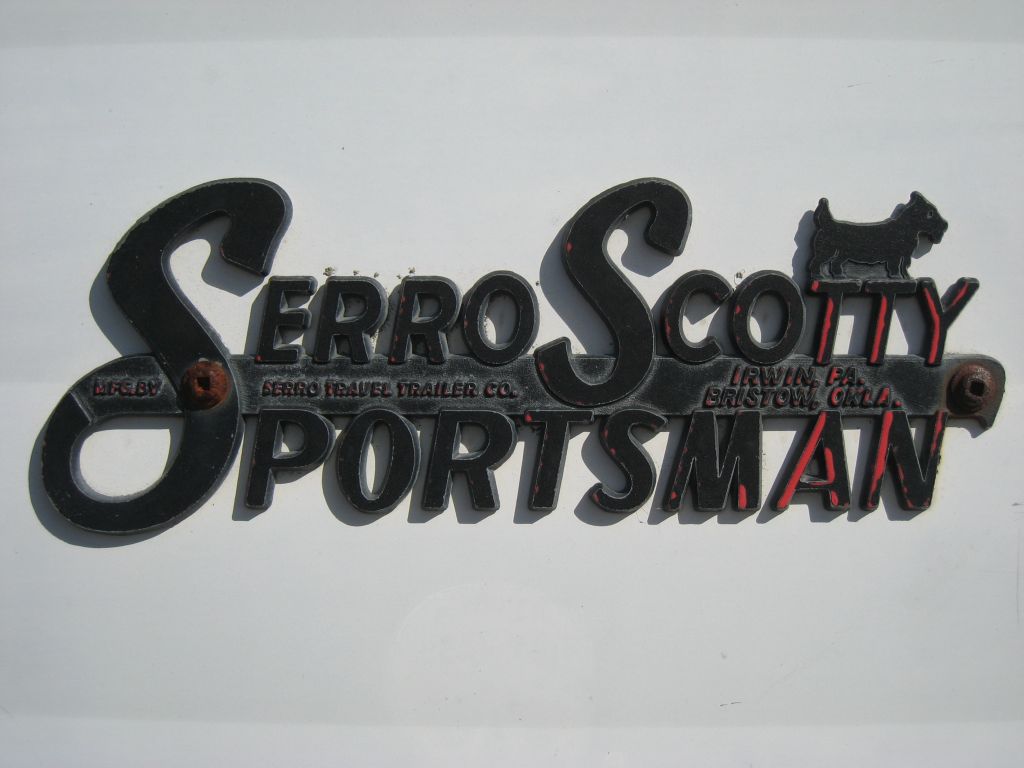 SERRO SCOTTY
MFG. BY SERRO TRAVEL TRAILER CO. IRWIN, PA.
BRISTOW, OKLA.
SPORTSMAN